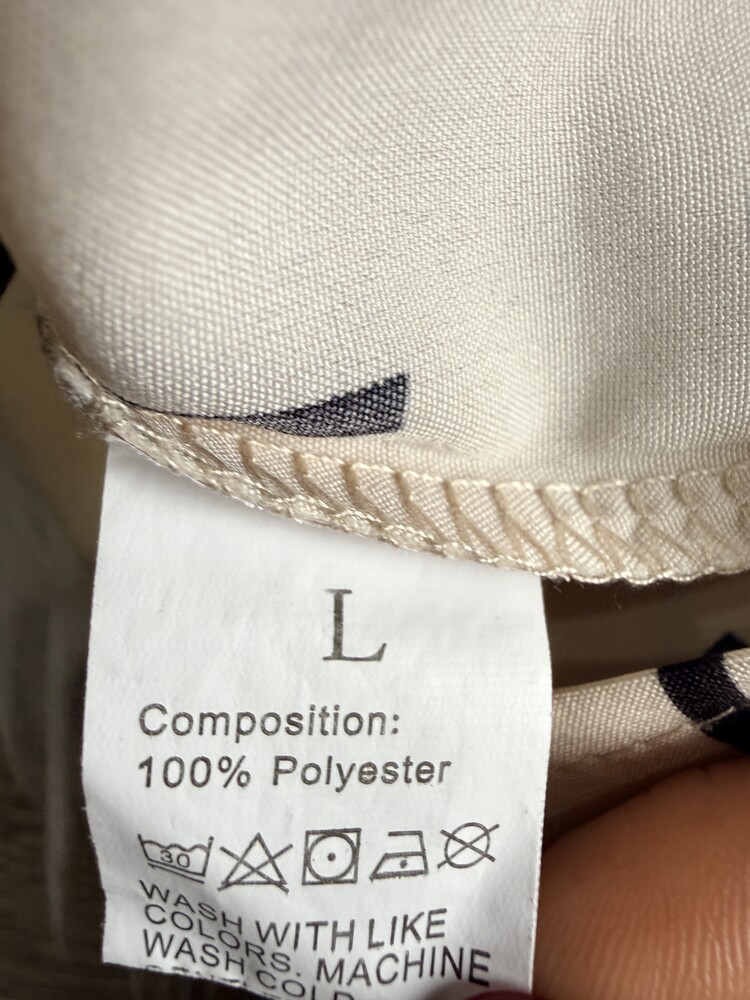 L
Composition:
100% Polyester
30
WASH WITH LIKE
COLORS. MACHINE
WASH COLD